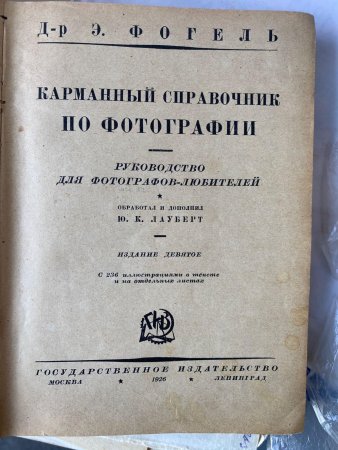 Д-р Э. ФОГЕЛЬ
КАРМАННЫЙ СПРАВОЧНИК
ПО ФОТОГРАФИИ
РУКОВОДСТВО
ДЛЯ ФОТОГРАФОВ-ЛЮБИТЕЛЕЙ
ОБРАБОТАЛ И ДОПОЛНИЛ
Ю. К. ЛАУБЕРТ
ИЗДАНИЕ ДЕВЯТОЕ
С 236 иллюстрациями в тексте
и на отдельных листах
ГОСУДАРСТВЕННОЕ ИЗДАТЕЛЬСТВО
МОСКВА ★ 1926 ★ ЛЕНИНГРАД